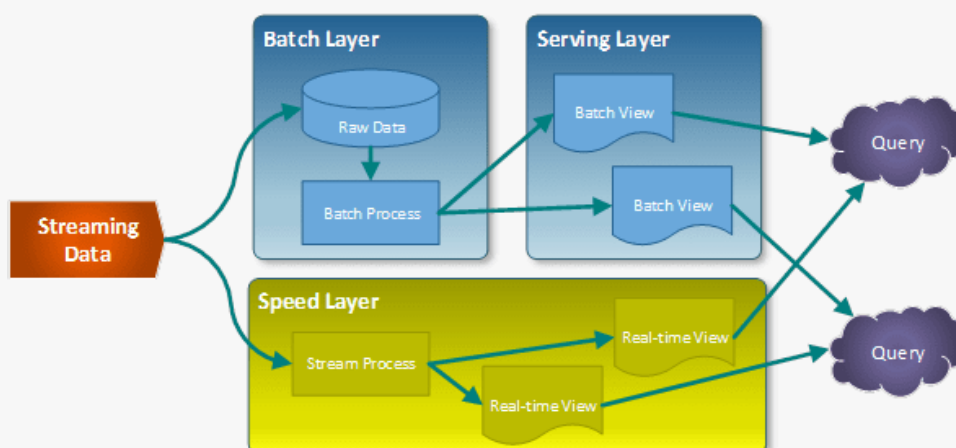 Batch Layer
Serving Layer
Raw Data
Batch View
Query
Batch Process
Batch View
Streaming
Data
Speed Layer
Stream Process
Real-time View
Query
Real-time View